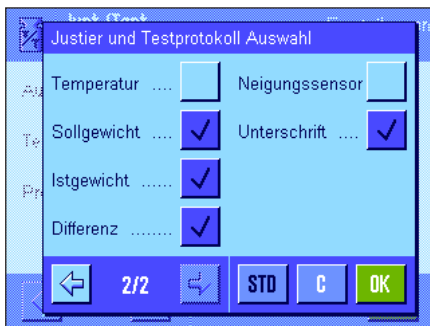 Justier und Testprotokoll Auswahl
Temperatur .... Neigungssensor
Sollgewicht .... Unterschrift ....
Istgewicht ......
Differenz ........
2/2 STD C OK